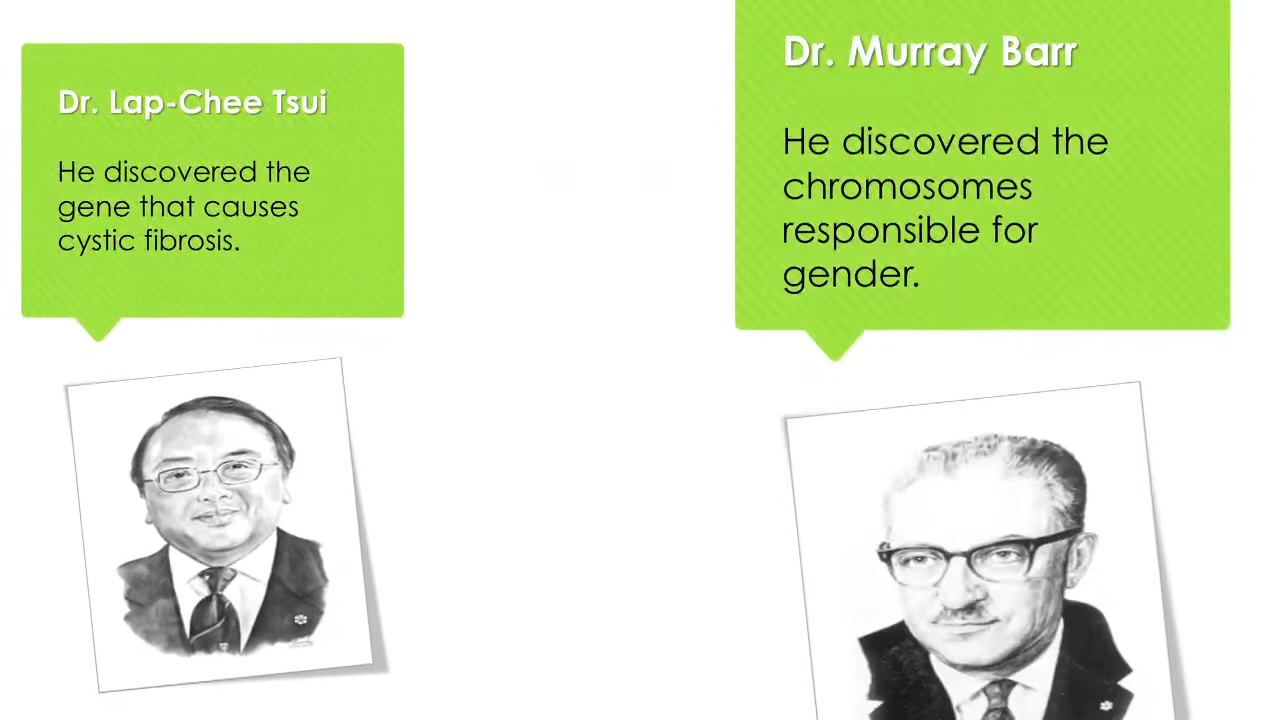 Dr. Lap-Chee Tsui
He discovered the
gene that causes
cystic fibrosis.
Dr. Murray Barr
He discovered the
chromosomes
responsible for
gender.